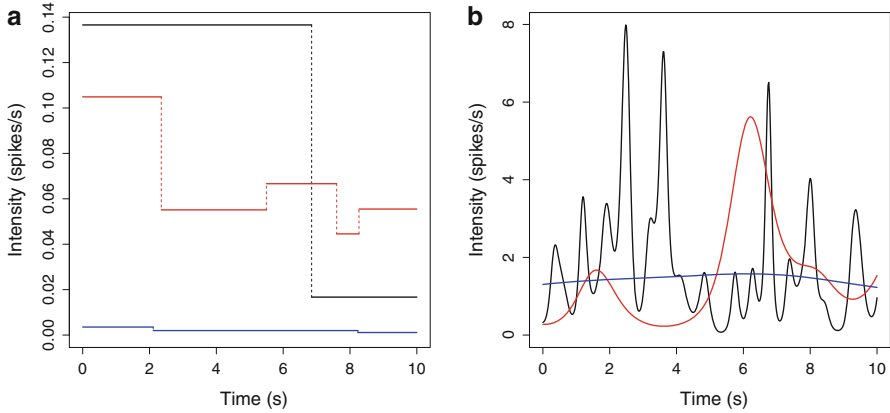 a
Intensity (spikes/s)
0.14
0.12
0.10
0.08
0.06
0.04
0.02
0.00
0 2 4 6 8 10
Time (s)
b
Intensity (spikes/s)
8
6
4
2
0
0 2 4 6 8 10
Time (s)